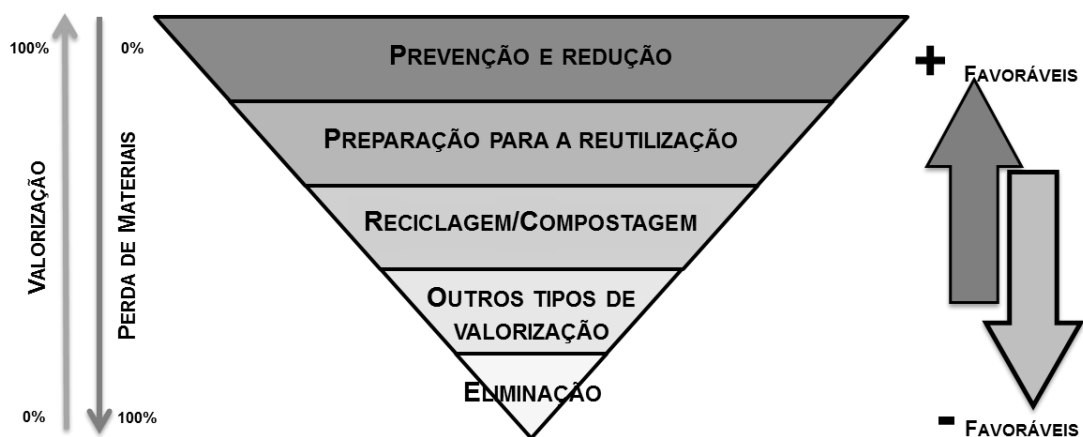 100%
0%
PREVENÇÃO E REDUÇÃO
+ FAVORÁVEIS
PREPARAÇÃO PARA A REUTILIZAÇÃO
VALORIZAÇÃO
PERDA DE MATERIAIS
RECICLAGEM/COMPOSTAGEM
OUTROS TIPOS DE
VALORIZAÇÃO
ELIMINAÇÃO
0%
100%
- FAVORÁVEIS